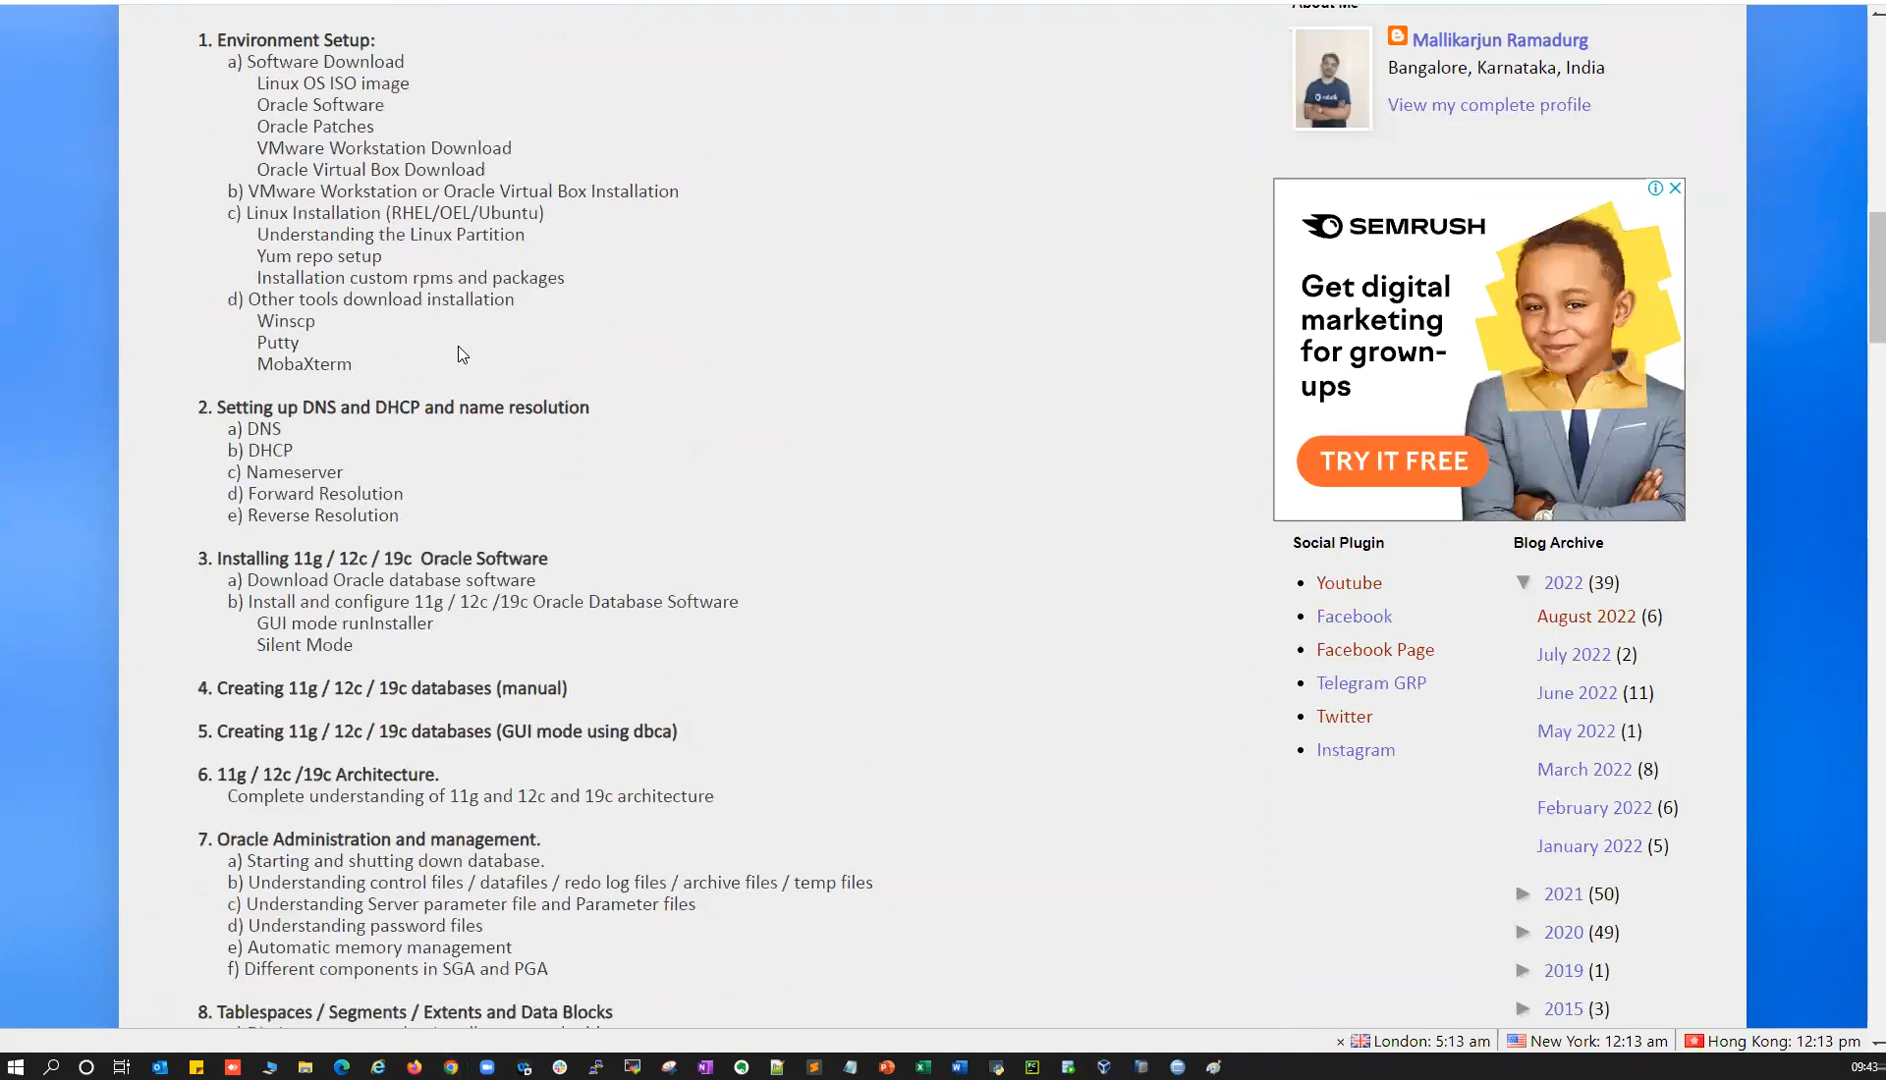 1. Environment Setup:
a) Software Download
Linux OS ISO image
Oracle Software
Oracle Patches
VMware Workstation Download
Oracle Virtual Box Download
b) VMware Workstation or Oracle Virtual Box Installation
c) Linux Installation (RHEL/OEL/Ubuntu)
Understanding the Linux Partition
Yum repo setup
Installation custom rpms and packages
d) Other tools download installation
Winscp
Putty
MobaXterm
2. Setting up DNS and DHCP and name resolution
a) DNS
b) DHCP
c) Nameserver
d) Forward Resolution
e) Reverse Resolution
3. Installing 11g / 12c / 19c  Oracle Software
a) Download Oracle database software
b) Install and configure 11g / 12c /19c Oracle Database Software
GUI mode runInstaller
Silent Mode
4. Creating 11g / 12c / 19c databases (manual)
5. Creating 11g / 12c / 19c databases (GUI mode using dbca)
6. 11g / 12c /19c Architecture.
Complete understanding of 11g and 12c and 19c architecture
7. Oracle Administration and management.
a) Starting and shutting down database.
b) Understanding control files / datafiles / redo log files / archive files / temp files
c) Understanding Server parameter file and Parameter files
d) Understanding password files
e) Automatic memory management
f) Different components in SGA and PGA
8. Tablespaces / Segments / Extents and Data Blocks
About Me
Mallikarjun Ramadurg
Bangalore, Karnataka, India
View my complete profile
SEMRUSH
Get digital
marketing
for grown-
ups
TRY IT FREE
Social Plugin
Youtube
Facebook
Facebook Page
Telegram GRP
Twitter
Instagram
Blog Archive
2022 (39)
August 2022 (6)
July 2022 (2)
June 2022 (11)
May 2022 (1)
March 2022 (8)
February 2022 (6)
January 2022 (5)
2021 (50)
2020 (49)
2019 (1)
2015 (3)
London: 5:13 am
New York: 12:13 am
Hong Kong: 12:13 pm
09:43